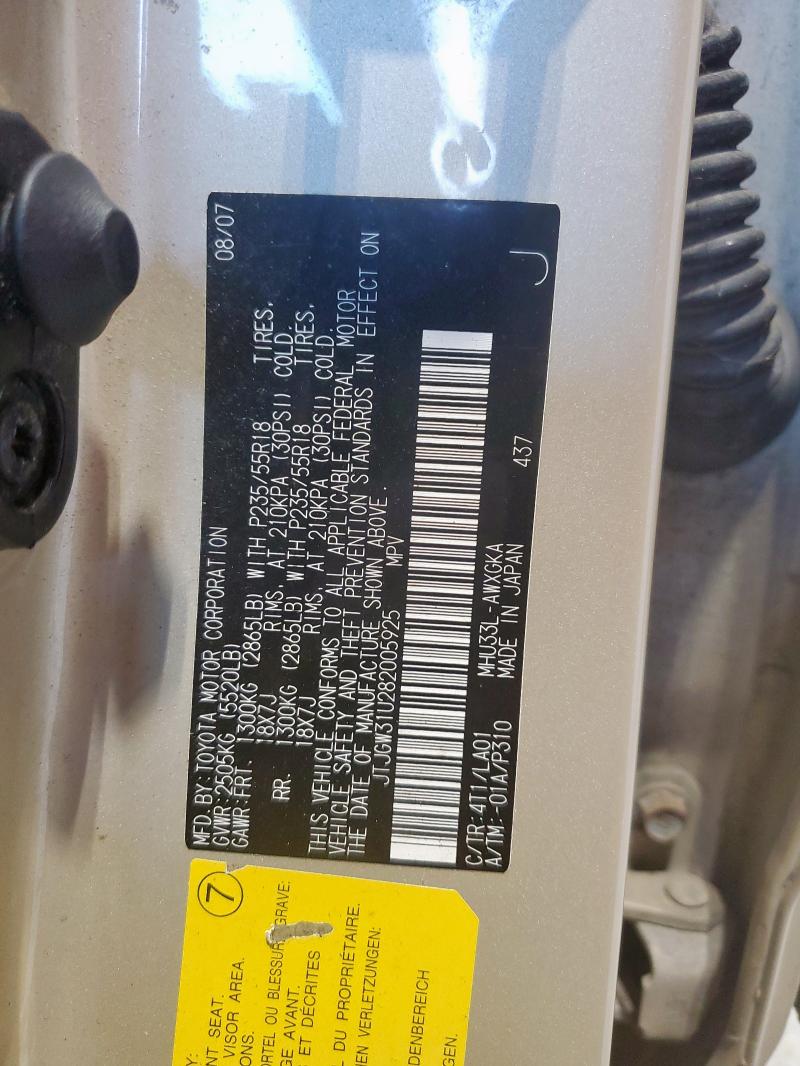 MFD. BY: TOYOTA MOTOR CORPORATION 08/07
GVWR: 2505KG (5520LB)
GAWR: FRT. 1300KG (2865LB) WITH P235/55R18 TIRES,
18X7J RIMS, AT 210KPA (30PSI) COLD.
RR. 1300KG (2865LB) WITH P235/55R18 TIRES,
18X7J RIMS, AT 210KPA (30PSI) COLD.
THIS VEHICLE CONFORMS TO ALL APPLICABLE FEDERAL MOTOR
VEHICLE SAFETY AND THEFT PREVENTION STANDARDS IN EFFECT ON
THE DATE OF MANUFACTURE SHOWN ABOVE.
JTJGW31U282005925 MPV
C/TR: 4T1/LA01 MHU33L-AWXGKA 437
A/TM: -01A/P310 MADE IN JAPAN J
7
Y:
NT SEAT.
VISOR AREA.
ONS.
ORTEL OU BLESSURE GRAVE:
GE AVANT.
S ET DÉCRITES
L DU PROPRIÉTAIRE.
MEN VERLETZUNGEN:
DENBEREICH
GEN.